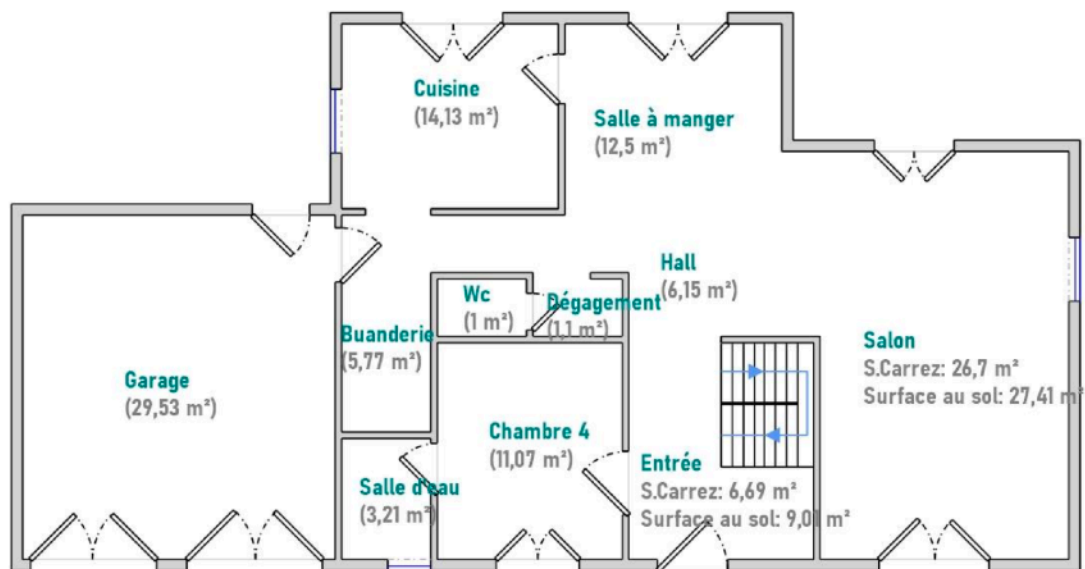 Cuisine
(14,13 m²)
Salle à manger
(12,5 m²)
Hall
(6,15 m²)
Wc
(1 m²)
Dégagement
(1,1 m²)
Buanderie
(5,77 m²)
Salon
S.Carrez: 26,7 m²
Surface au sol: 27,41 m²
Garage
(29,53 m²)
Chambre 4
(11,07 m²)
Entrée
S.Carrez: 6,69 m²
Surface au sol: 9,01 m²
Salle d'eau
(3,21 m²)